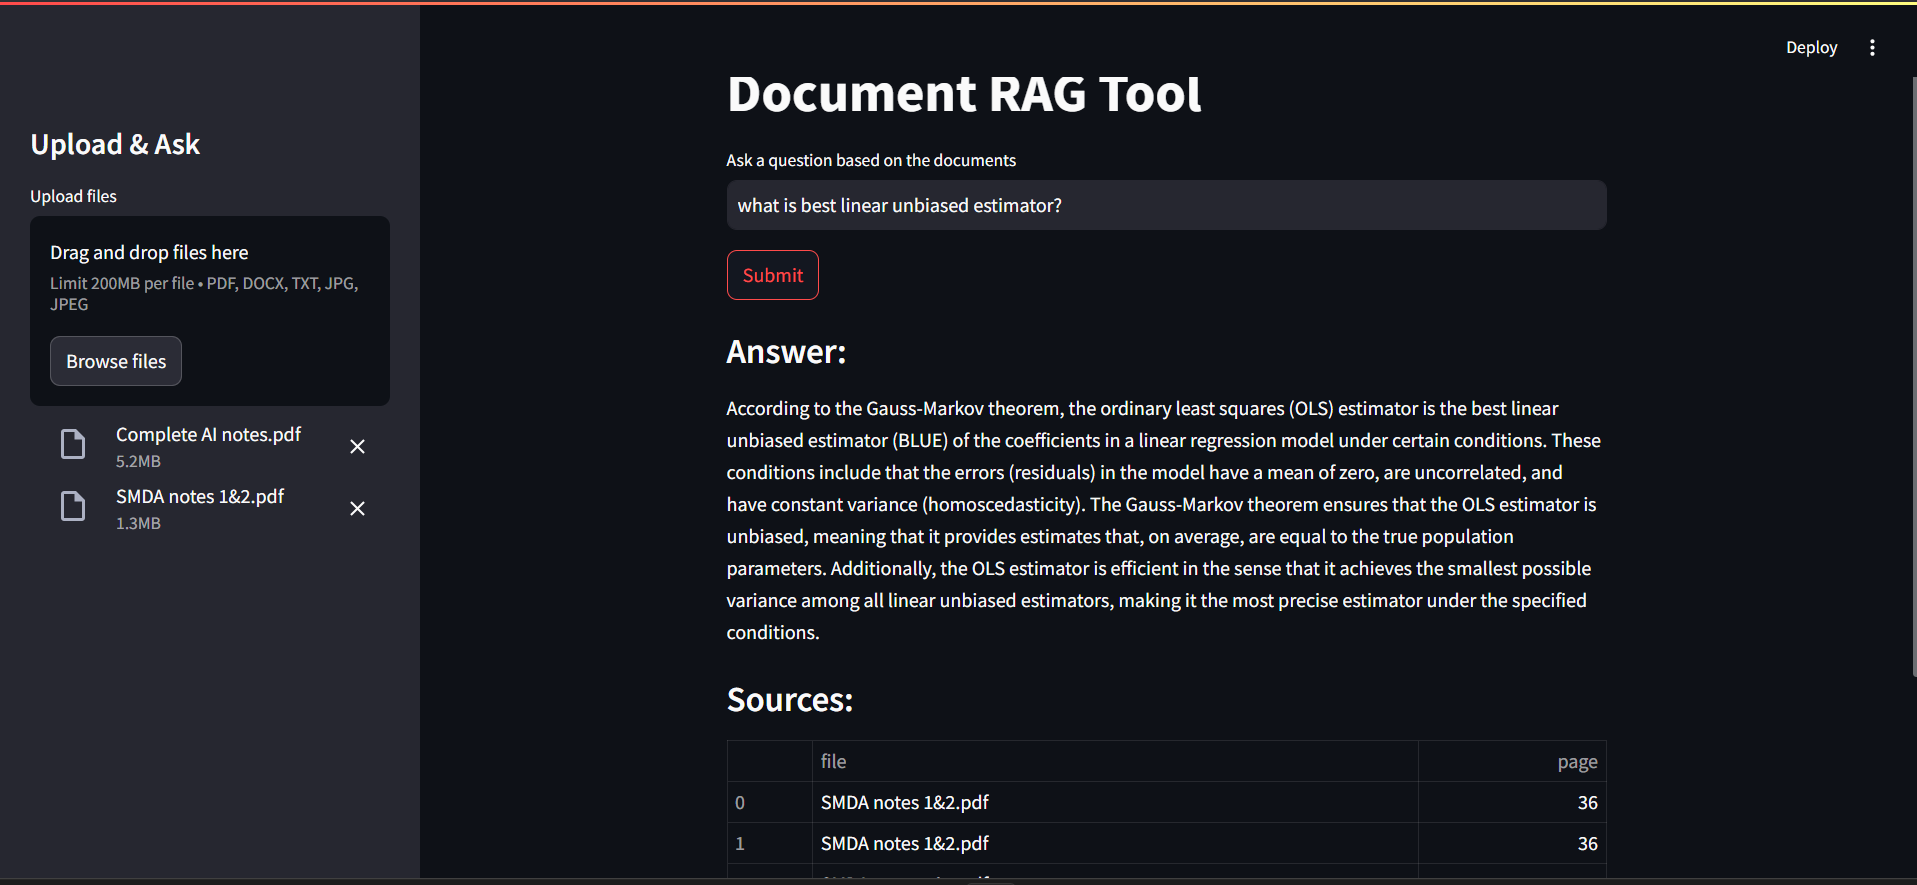 Deploy
Upload & Ask
Upload files
Drag and drop files here
Limit 200MB per file • PDF, DOCX, TXT, JPG,
JPEG
Browse files
Complete AI notes.pdf
5.2MB
SMDA notes 1&2.pdf
1.3MB
Document RAG Tool
Ask a question based on the documents
what is best linear unbiased estimator?
Submit
Answer:
According to the Gauss-Markov theorem, the ordinary least squares (OLS) estimator is the best linear
unbiased estimator (BLUE) of the coefficients in a linear regression model under certain conditions. These
conditions include that the errors (residuals) in the model have a mean of zero, are uncorrelated, and
have constant variance (homoscedasticity). The Gauss-Markov theorem ensures that the OLS estimator is
unbiased, meaning that it provides estimates that, on average, are equal to the true population
parameters. Additionally, the OLS estimator is efficient in the sense that it achieves the smallest possible
variance among all linear unbiased estimators, making it the most precise estimator under the specified
conditions.
Sources:
file page
0 SMDA notes 1&2.pdf 36
1 SMDA notes 1&2.pdf 36